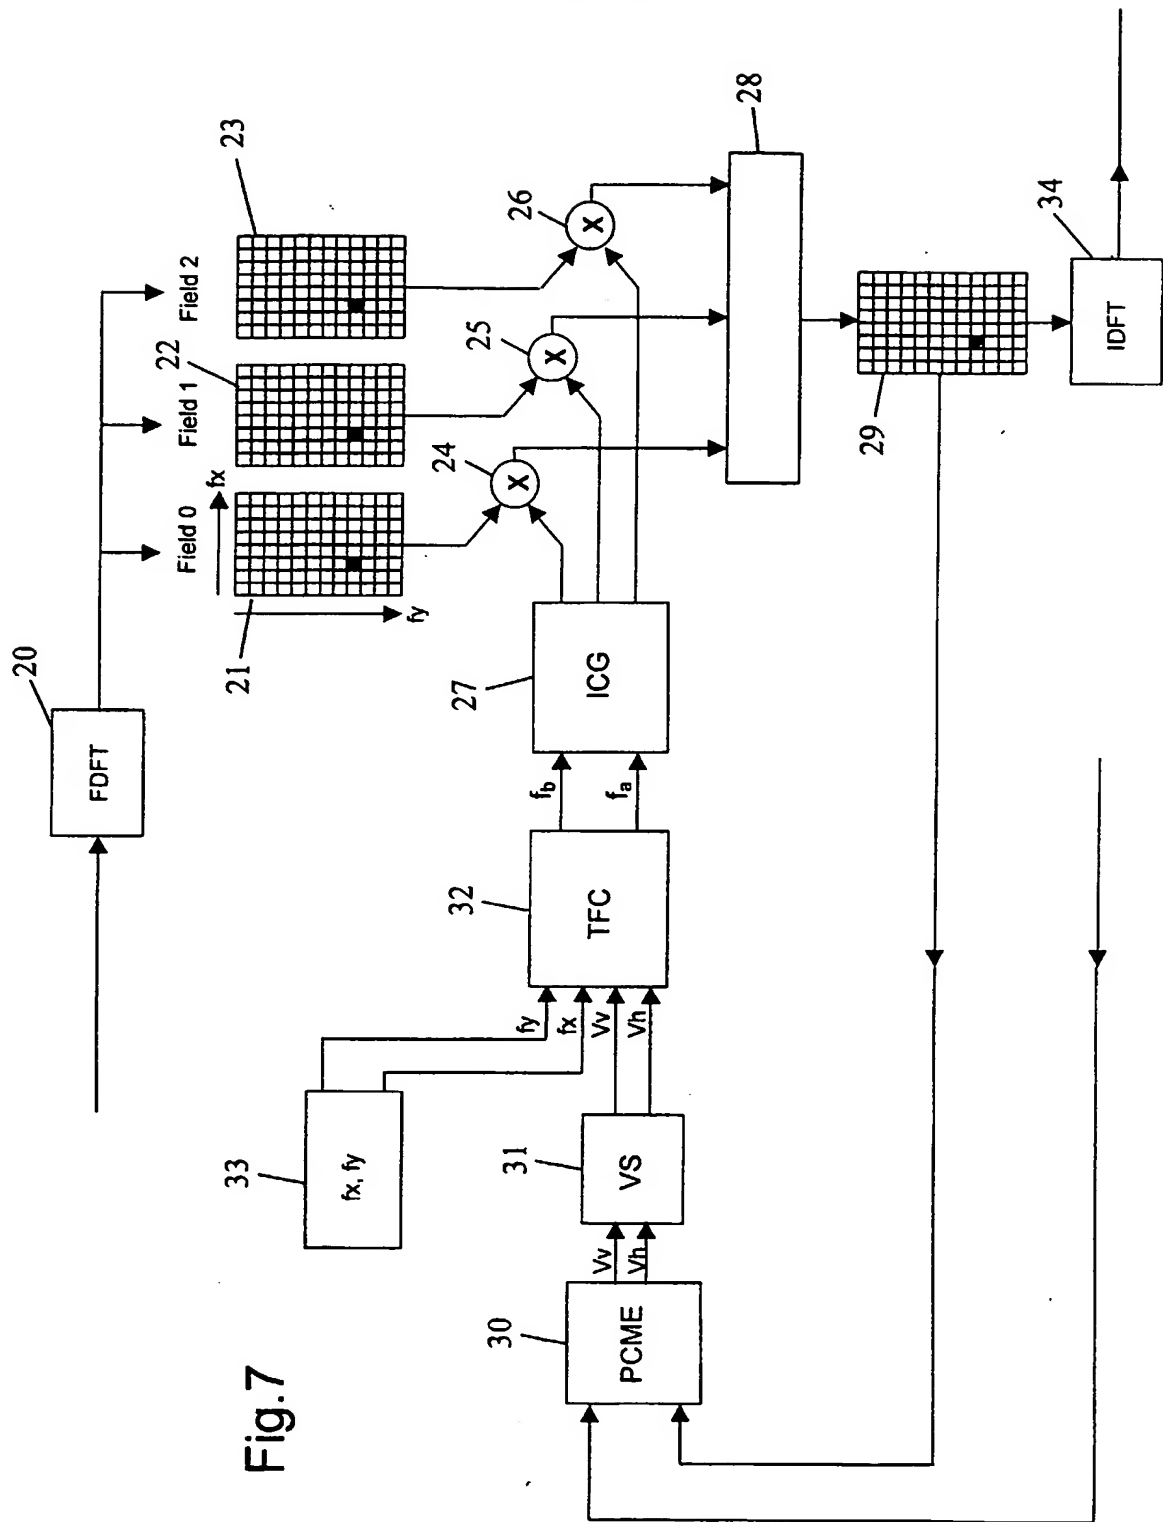 Fig.7
20
FDFT
Field 0
Field 1
Field 2
fx
fy
21
22
23
24
25
26
X
X
X
27
ICG
28
29
34
IDFT
fb
fa
32
TFC
fy
fx
Vv
Vh
33
fx, fy
31
VS
Vv
Vh
30
PCME